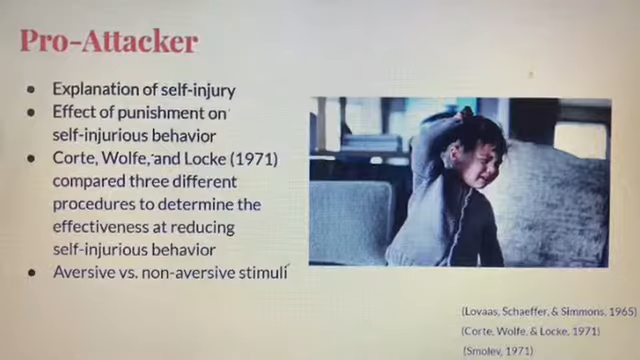 Pro-Attacker
Explanation of self-injury
Effect of punishment on
self-injurious behavior
Corte, Wolfe, and Locke (1971)
compared three different
procedures to determine the
effectiveness at reducing
self-injurious behavior
Aversive vs. non-aversive stimuli
(Lovaas, Schaeffer, & Simmons, 1965)
(Corte, Wolfe, & Locke, 1971)
(Smolev, 1971)